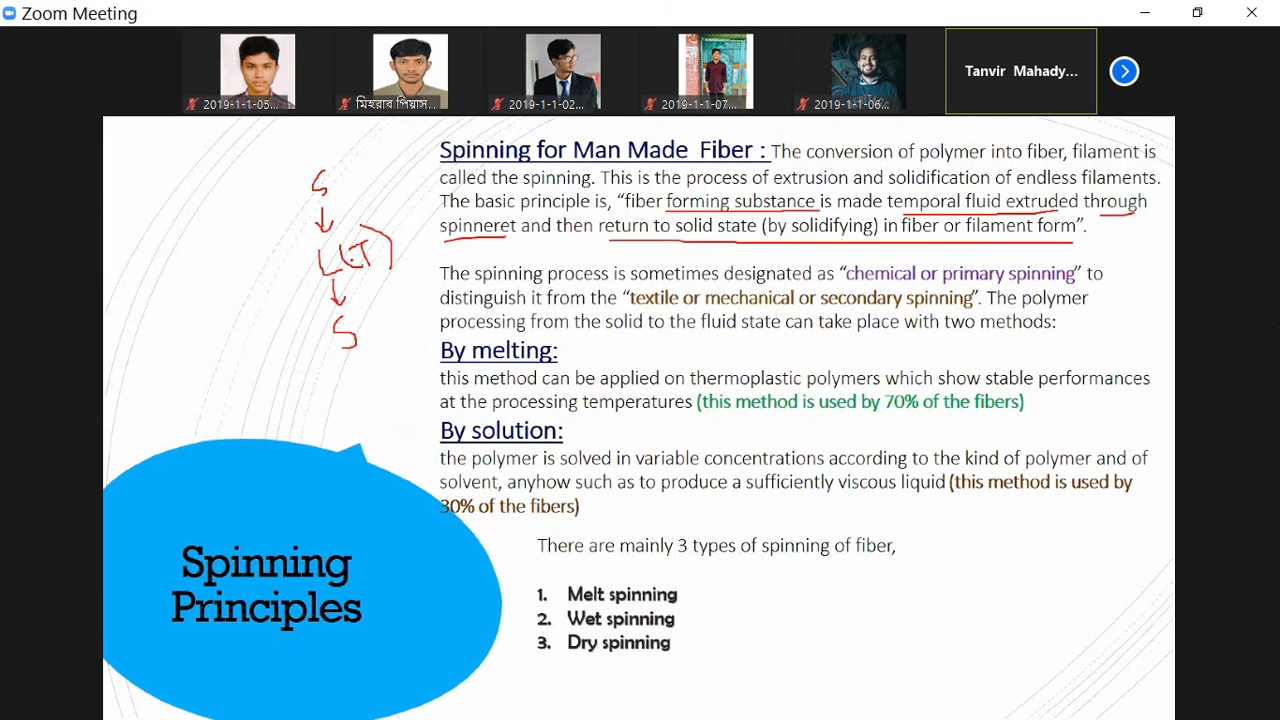 Zoom Meeting
2019-1-1-05...
মিহরাব পিয়াস...
2019-1-1-02...
2019-1-1-07...
2019-1-1-06...
Tanvir Mahady...
Spinning for Man Made Fiber : The conversion of polymer into fiber, filament is
called the spinning. This is the process of extrusion and solidification of endless filaments.
The basic principle is, “fiber forming substance is made temporal fluid extruded through
spinneret and then return to solid state (by solidifying) in fiber or filament form”.
The spinning process is sometimes designated as “chemical or primary spinning” to
distinguish it from the “textile or mechanical or secondary spinning”. The polymer
processing from the solid to the fluid state can take place with two methods:
By melting:
this method can be applied on thermoplastic polymers which show stable performances
at the processing temperatures (this method is used by 70% of the fibers)
By solution:
the polymer is solved in variable concentrations according to the kind of polymer and of
solvent, anyhow such as to produce a sufficiently viscous liquid (this method is used by
30% of the fibers)
There are mainly 3 types of spinning of fiber,
1. Melt spinning
2. Wet spinning
3. Dry spinning
S
L(T)
S
Spinning
Principles